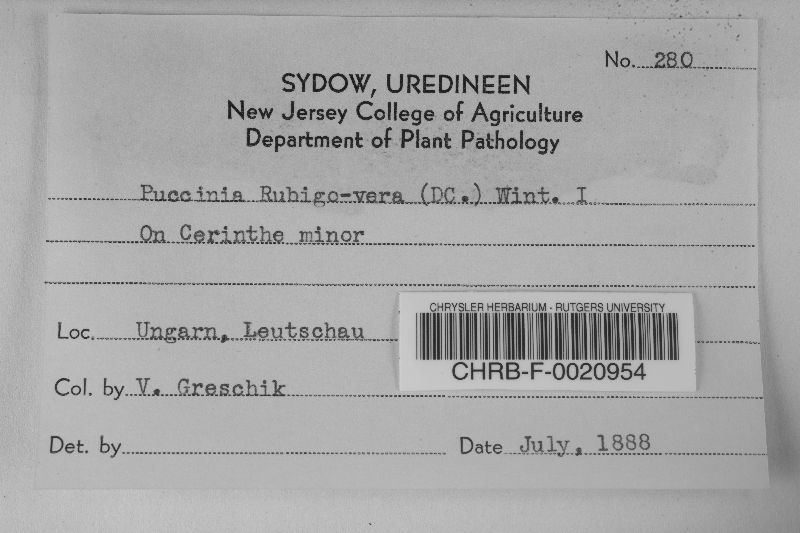 No. 280
SYDOW, UREDINEEN
New Jersey College of Agriculture
Department of Plant Pathology
Puccinia Rubigo-vera (DC.) Wint. I
On Cerinthe minor
CHRYSLER HERBARIUM - RUTGERS UNIVERSITY
Loc. Ungarn, Leutschau
CHRB-F-0020954
Col. by V. Greschik
Det. by
Date July, 1888